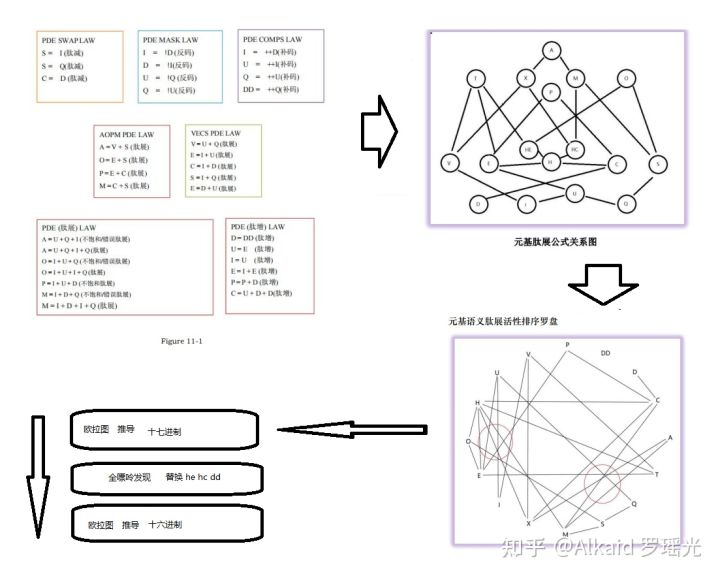 PDE SWAP LAW
S = I (肽减)
S = Q(肽减)
C = D (肽减)
PDE MASK LAW
I = !D (反码)
D = !I(反码)
U = !Q (反码)
Q = !U(反码)
PDE COMPS LAW
I = ++D(补码)
U = ++I(补码)
Q = ++U(补码)
DD = ++Q(补码)
AOPM PDE LAW
A = V + S (肽展)
O = E + S (肽展)
P = E + C (肽展)
M = C + S (肽展)
VECS PDE LAW
V = U + Q (肽展)
E = I + U (肽展)
C = I + D (肽展)
S = I + Q (肽展)
E = D + U (肽展)
PDE (肽展) LAW
A = U + Q + I (不饱和/错误肽展)
A = U + Q + I + Q (肽展)
O = I + U + Q (不饱和肽展)
O = I + U + I + Q (肽展)
P = I + U + D (不饱和肽展)
M = I + D + Q (不饱和/错误肽展)
M = I + D + I + Q (肽展)
PDE (肽增) LAW
D = DD (肽增)
U = E (肽增)
I = U (肽增)
E = I + E (肽增)
P = P + D (肽增)
C = U + D + D(肽增)
Figure 11-1
A
T
X
M
O
P
HE
HC
V
E
H
C
S
D
I
U
Q
元基肽展公式关系图
元基语义肽展活性排序罗盘
P
DD
V
D
U
C
H
A
O
E
T
I
Q
X
S
M
欧拉图 推导 十七进制
全嘌呤发现 替换 he hc dd
欧拉图 推导 十六进制
知乎 @Alkaid 罗瑶光